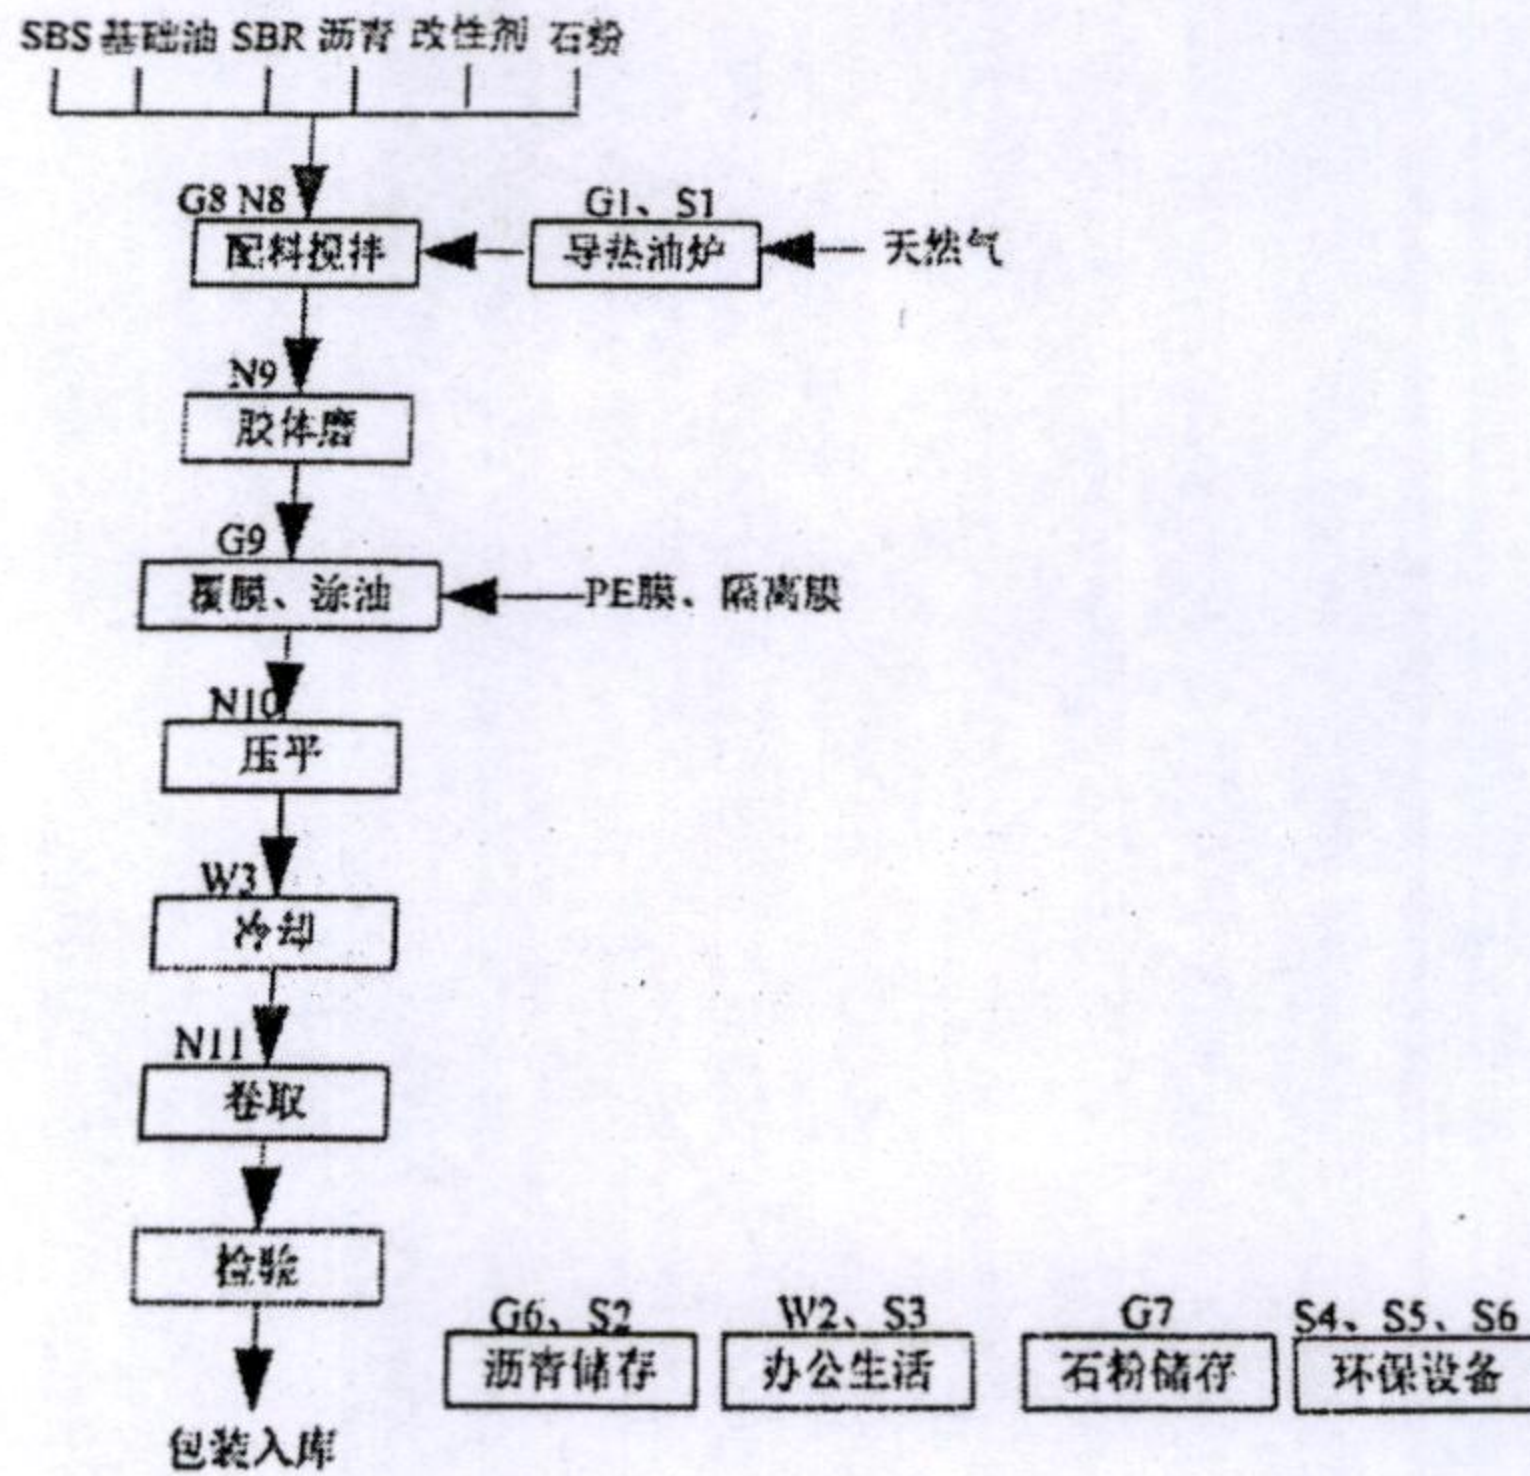 SBS 基础油 SBR 沥青 改性剂 石粉
G8 N8
G1、S1
配料搅拌
导热油炉
天然气
N9
胶体磨
G9
覆膜、涂油
PE膜、隔离膜
N10
压平
W3
冷却
N11
卷取
检验
G6、S2
W2、S3
G7
S4、S5、S6
沥青储存
办公生活
石粉储存
环保设备
包装入库